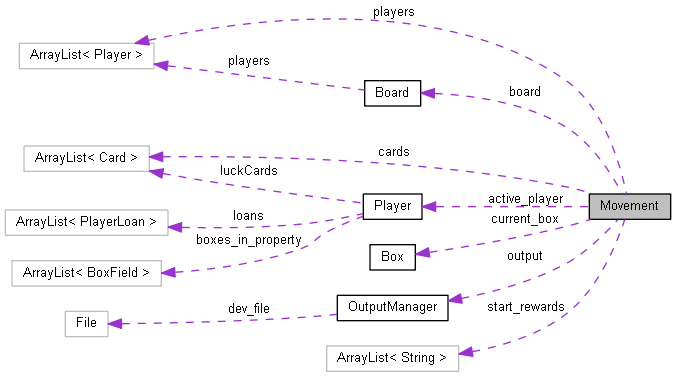 players
ArrayList< Player >
players
Board
board
cards
ArrayList< Card >
luckCards
Player
active_player
Movement
loans
ArrayList< PlayerLoan >
current_box
boxes_in_property
Box
output
ArrayList< BoxField >
dev_file
OutputManager
start_rewards
File
ArrayList< String >